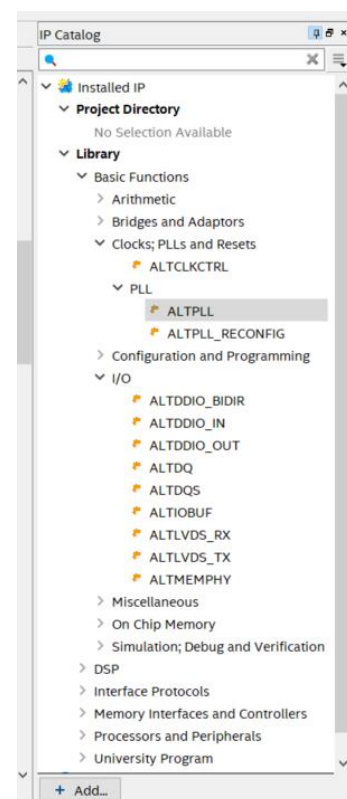 IP Catalog
Installed IP
Project Directory
No Selection Available
Library
Basic Functions
Arithmetic
Bridges and Adaptors
Clocks; PLLs and Resets
ALTCLKCTRL
PLL
ALTPLL
ALTPLL_RECONFIG
Configuration and Programming
I/O
ALTDDIO_BIDIR
ALTDDIO_IN
ALTDDIO_OUT
ALTDQ
ALTDQS
ALTIOBUF
ALTLVDS_RX
ALTLVDS_TX
ALTMEMPHY
Miscellaneous
On Chip Memory
Simulation; Debug and Verification
DSP
Interface Protocols
Memory Interfaces and Controllers
Processors and Peripherals
University Program
+ Add...